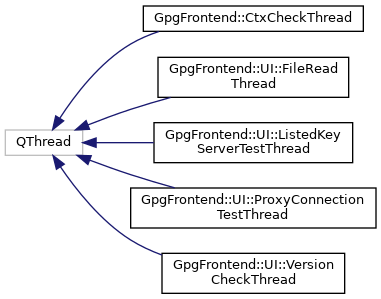 GpgFrontend::CtxCheckThread
GpgFrontend::UI::FileRead
Thread
QThread
GpgFrontend::UI::ListedKey
ServerTestThread
GpgFrontend::UI::ProxyConnection
TestThread
GpgFrontend::UI::Version
CheckThread